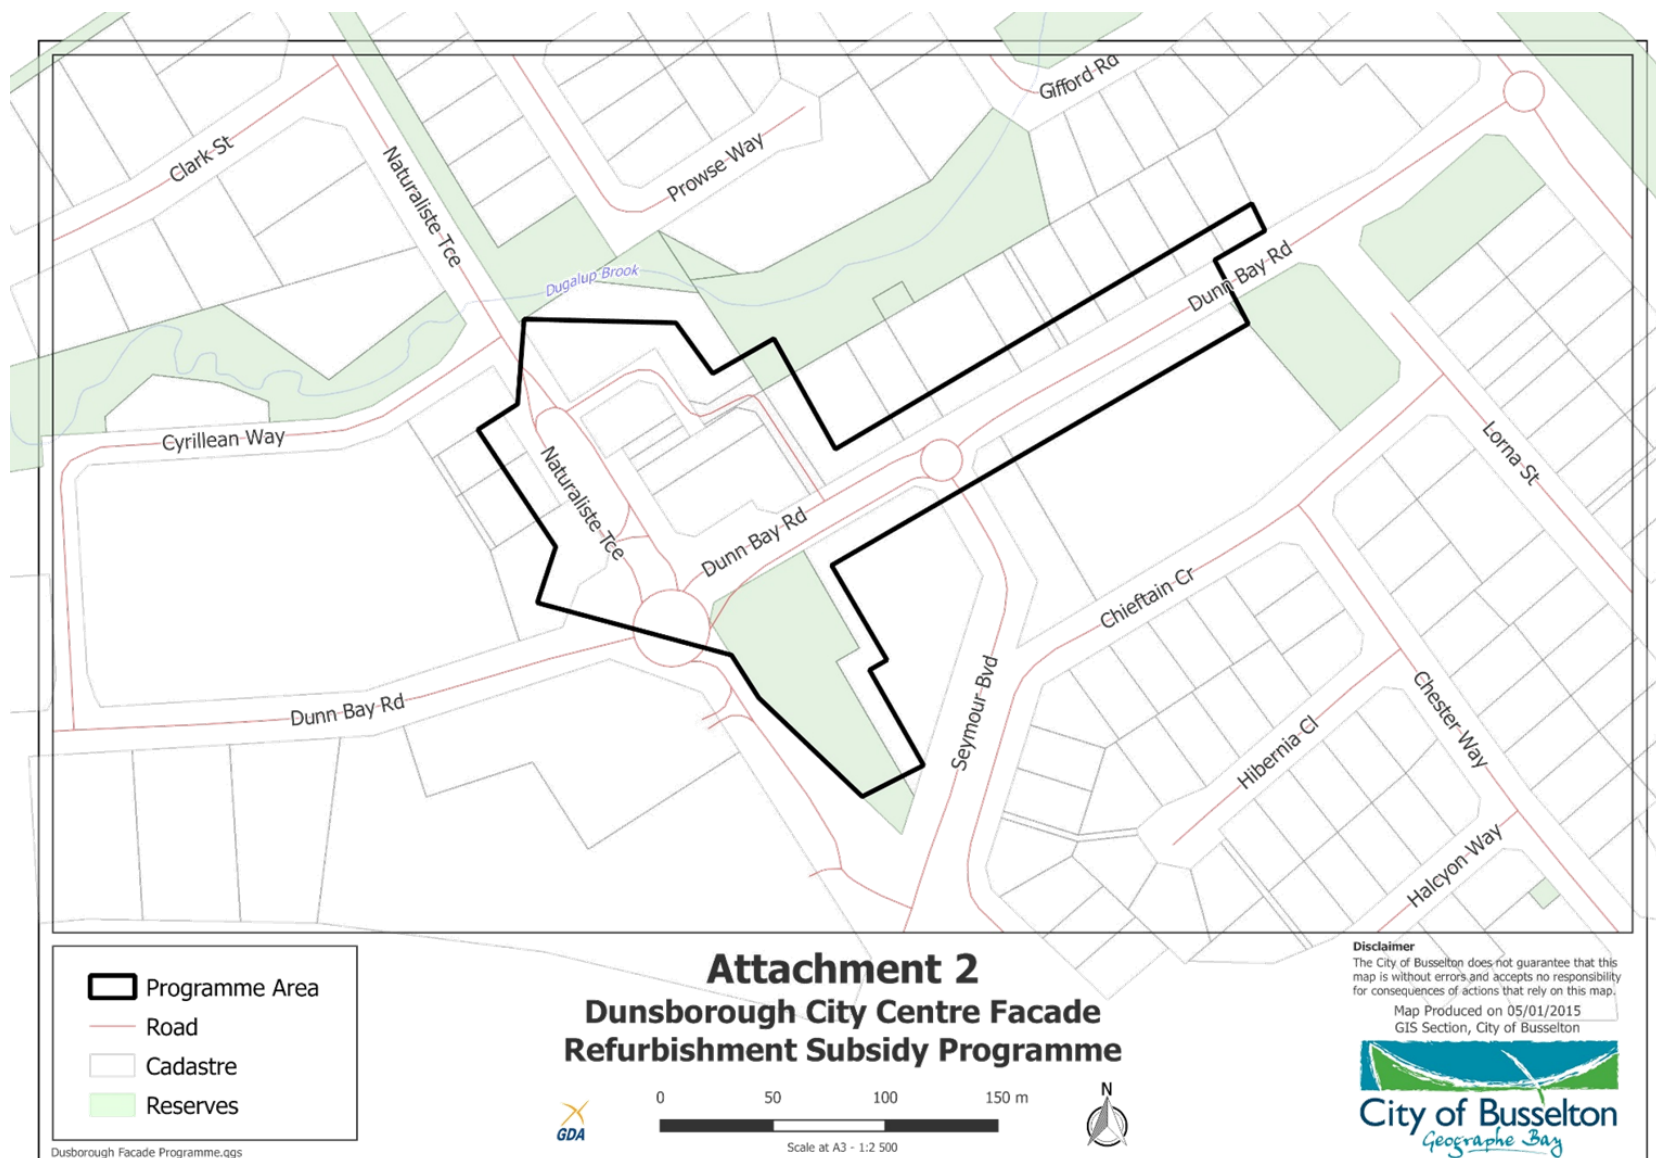 Gifford Rd
Clark St
Naturaliste Tce
Prowse Way
Dugalup Brook
Dunn Bay Rd
Cyrillean Way
Naturaliste Tce
Dunn Bay Rd
Lorna St
Chieftain Cr
Dunn Bay Rd
Seymour Bvd
Hibernia Cl
Chester Way
Halcyon Way
Programme Area
Road
Cadastre
Reserves
Dusborough Facade Programme.qgs
Attachment 2
Dunsborough City Centre Facade
Refurbishment Subsidy Programme
GDA
0 50 100 150 m
Scale at A3 - 1:2 500
N
Disclaimer
The City of Busselton does not guarantee that this
map is without errors and accepts no responsibility
for consequences of actions that rely on this map.
Map Produced on 05/01/2015
GIS Section, City of Busselton
City of Busselton
Geographe Bay